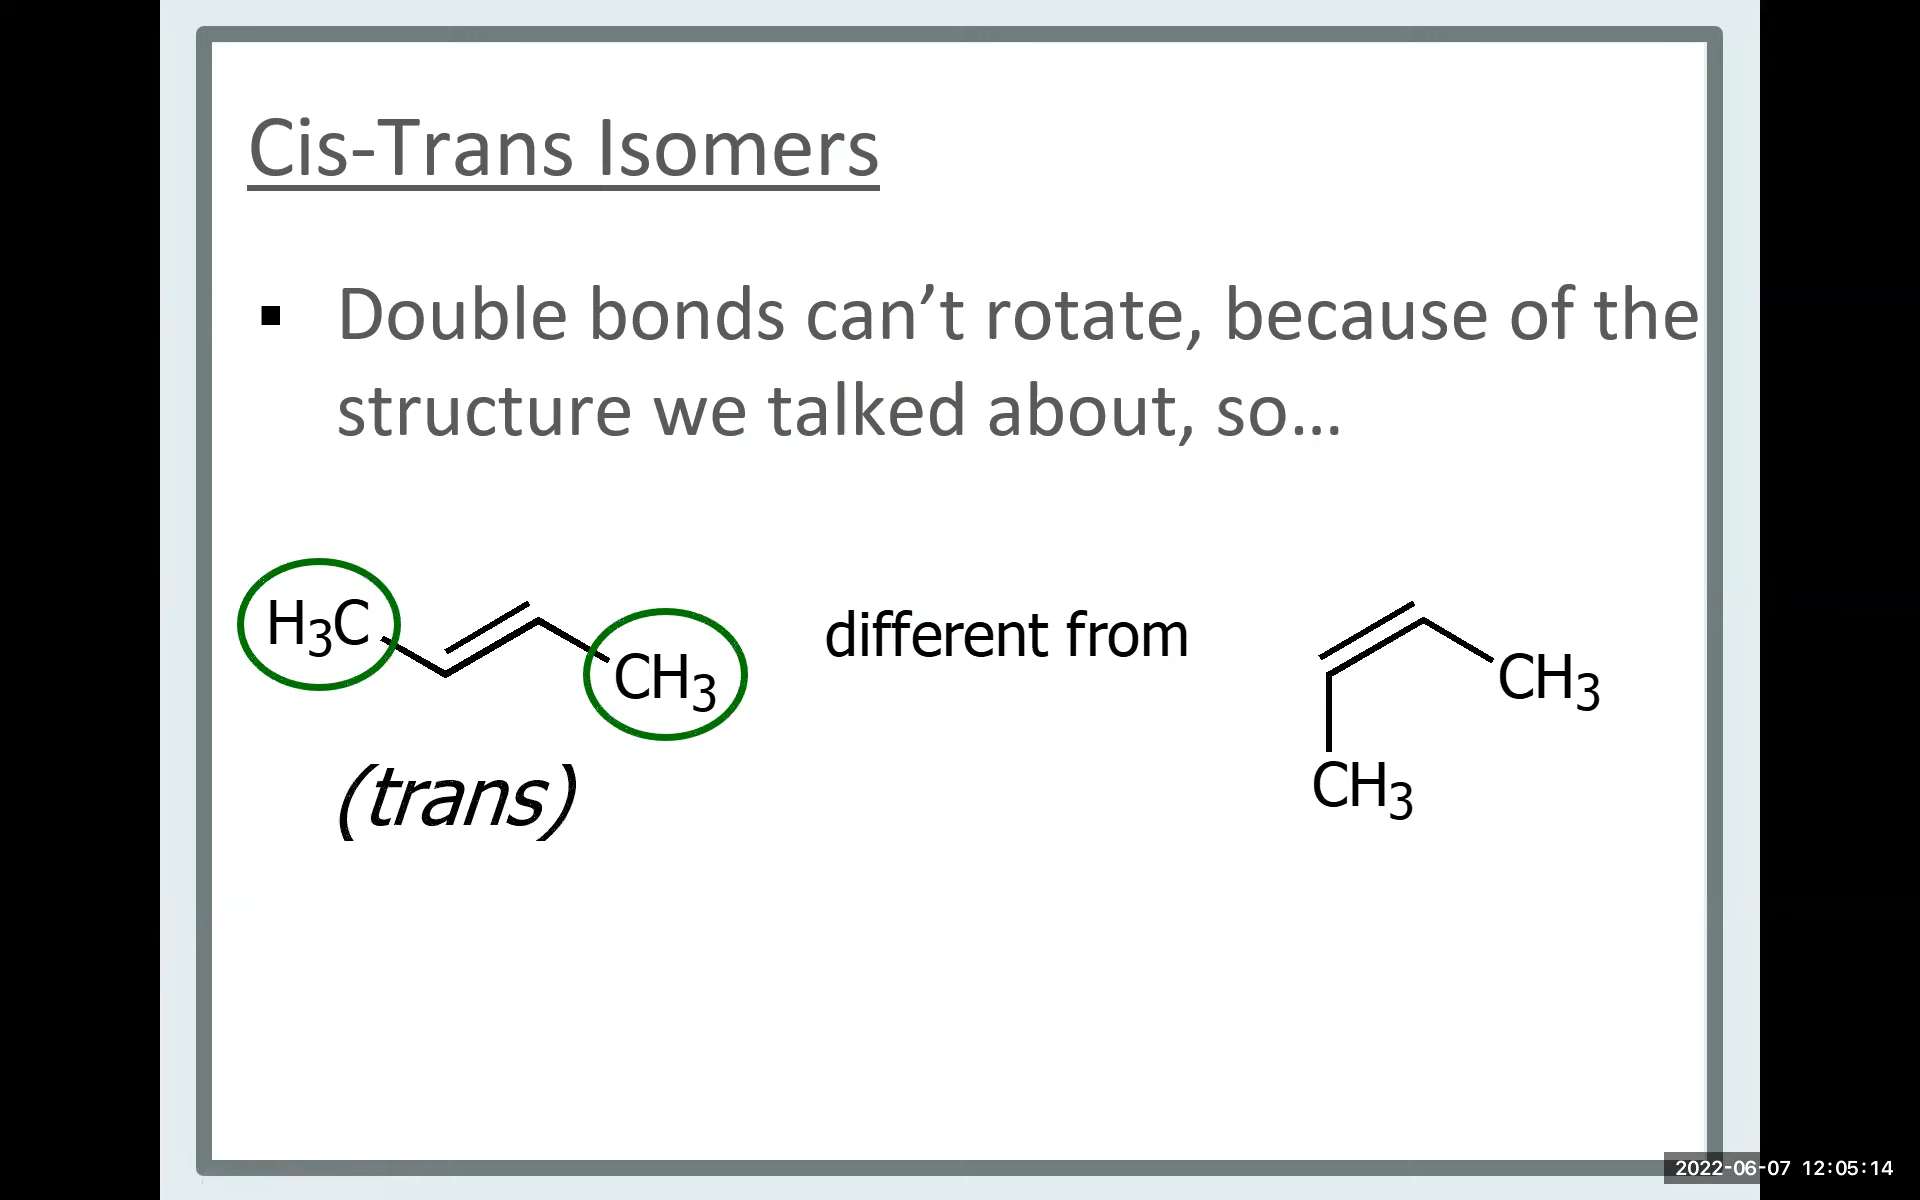 Cis-Trans Isomers
▪ Double bonds can’t rotate, because of the
structure we talked about, so…
H3C
CH3
different from
CH3
CH3
(trans)
2022-06-07 12:05:14